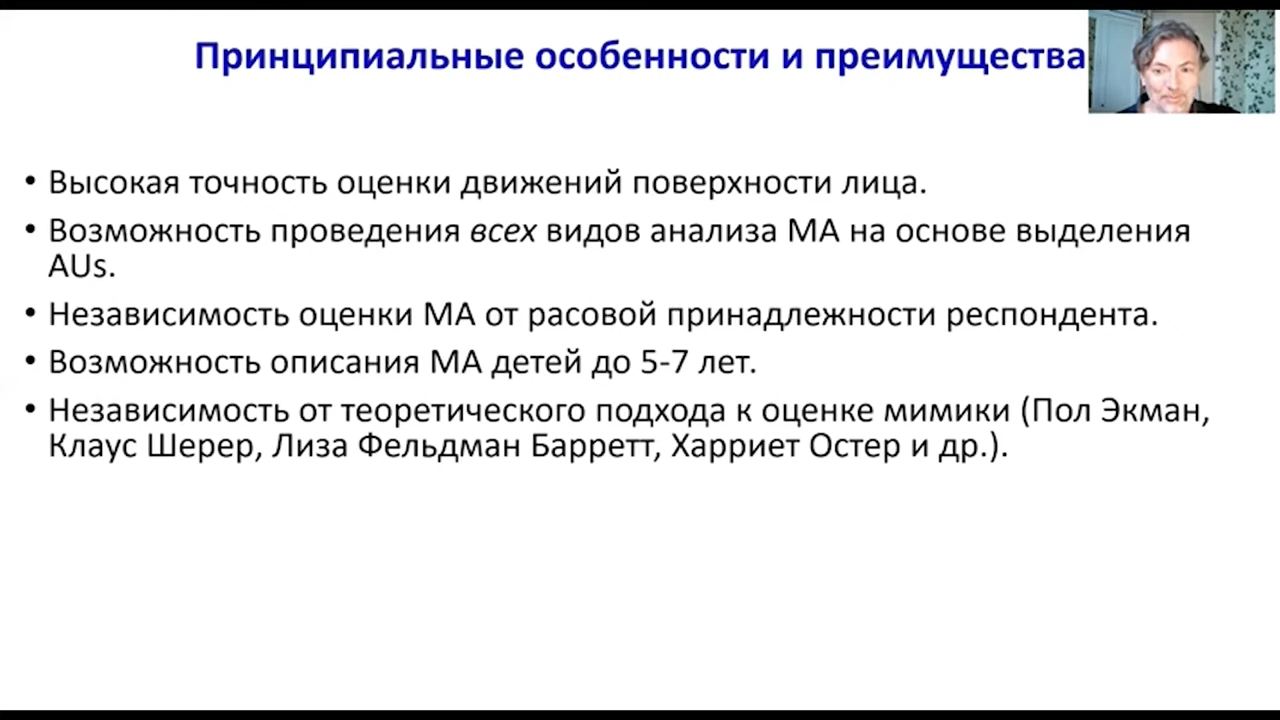 Принципиальные особенности и преимущества
• Высокая точность оценки движений поверхности лица.
• Возможность проведения всех видов анализа МА на основе выделения
AUs.
• Независимость оценки МА от расовой принадлежности респондента.
• Возможность описания МА детей до 5-7 лет.
• Независимость от теоретического подхода к оценке мимики (Пол Экман,
Клаус Шерер, Лиза Фельдман Барретт, Харриет Остер и др.).